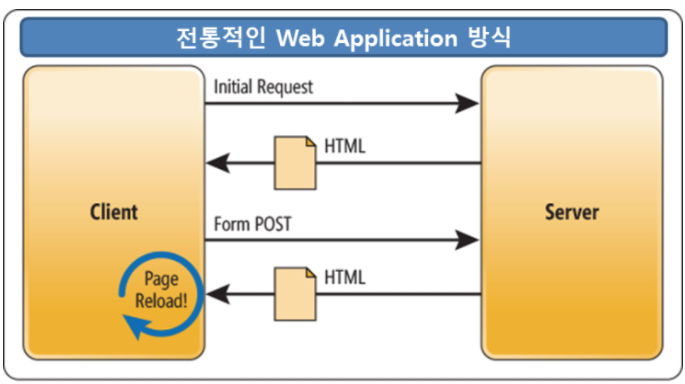 전통적인 Web Application 방식
Initial Request
HTML
Client
Server
Form POST
HTML
Page
Reload!